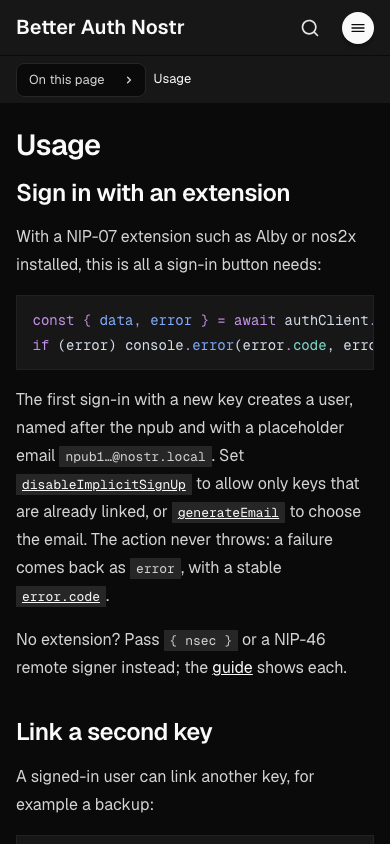 Better Auth Nostr
On this page
Usage
Usage
Sign in with an extension
With a NIP-07 extension such as Alby or nos2x
installed, this is all a sign-in button needs:
const { data, error } = await authClient.
if (error) console.error(error.code, erro
The first sign-in with a new key creates a user,
named after the npub and with a placeholder
email npub1…@nostr.local. Set
disableImplicitSignUp to allow only keys that
are already linked, or generateEmail to choose
the email. The action never throws: a failure
comes back as error, with a stable
error.code.
No extension? Pass { nsec } or a NIP-46
remote signer instead; the guide shows each.
Link a second key
A signed-in user can link another key, for
example a backup: